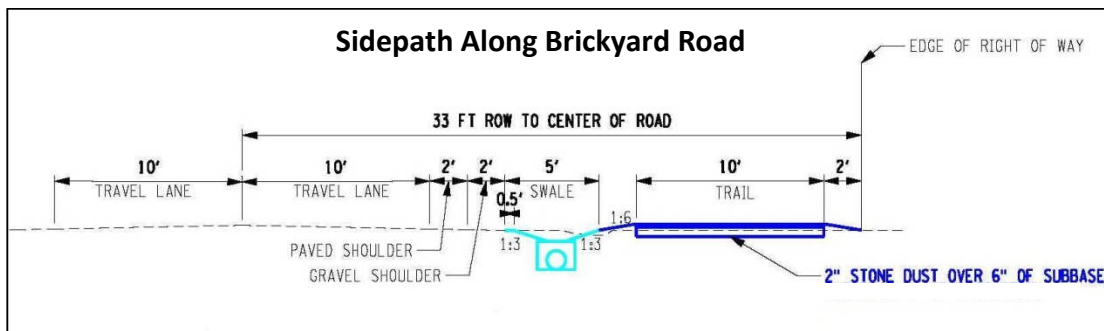 Sidepath Along Brickyard Road
EDGE OF RIGHT OF WAY
33 FT ROW TO CENTER OF ROAD
10' 10' 2' 2' 5' 10' 2'
TRAVEL LANE TRAVEL LANE SWALE TRAIL
0.5'
1:6
1:3 1:3
PAVED SHOULDER
GRAVEL SHOULDER
2" STONE DUST OVER 6" OF SUBBASE